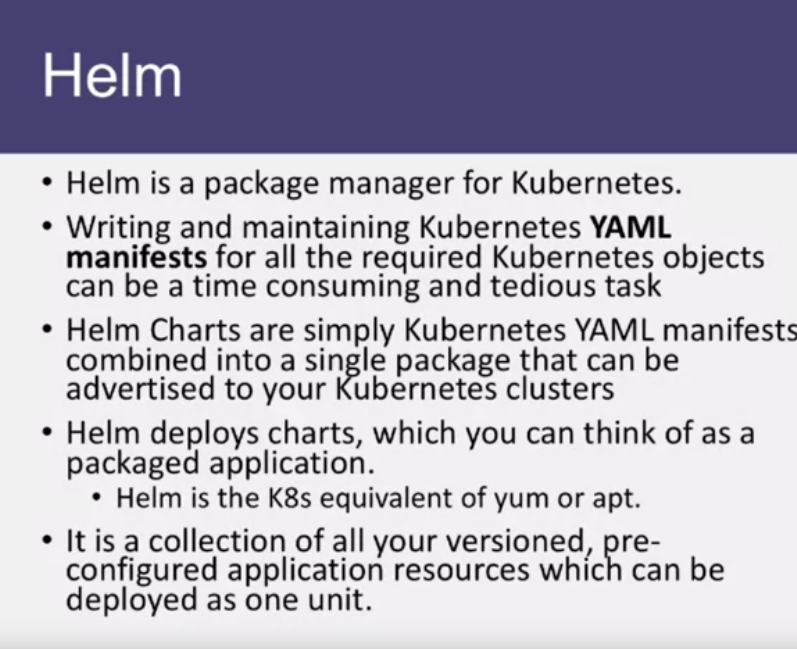 Helm
• Helm is a package manager for Kubernetes.
• Writing and maintaining Kubernetes YAML
manifests for all the required Kubernetes objects
can be a time consuming and tedious task
• Helm Charts are simply Kubernetes YAML manifests
combined into a single package that can be
advertised to your Kubernetes clusters
• Helm deploys charts, which you can think of as a
packaged application.
• Helm is the K8s equivalent of yum or apt.
• It is a collection of all your versioned, pre-
configured application resources which can be
deployed as one unit.